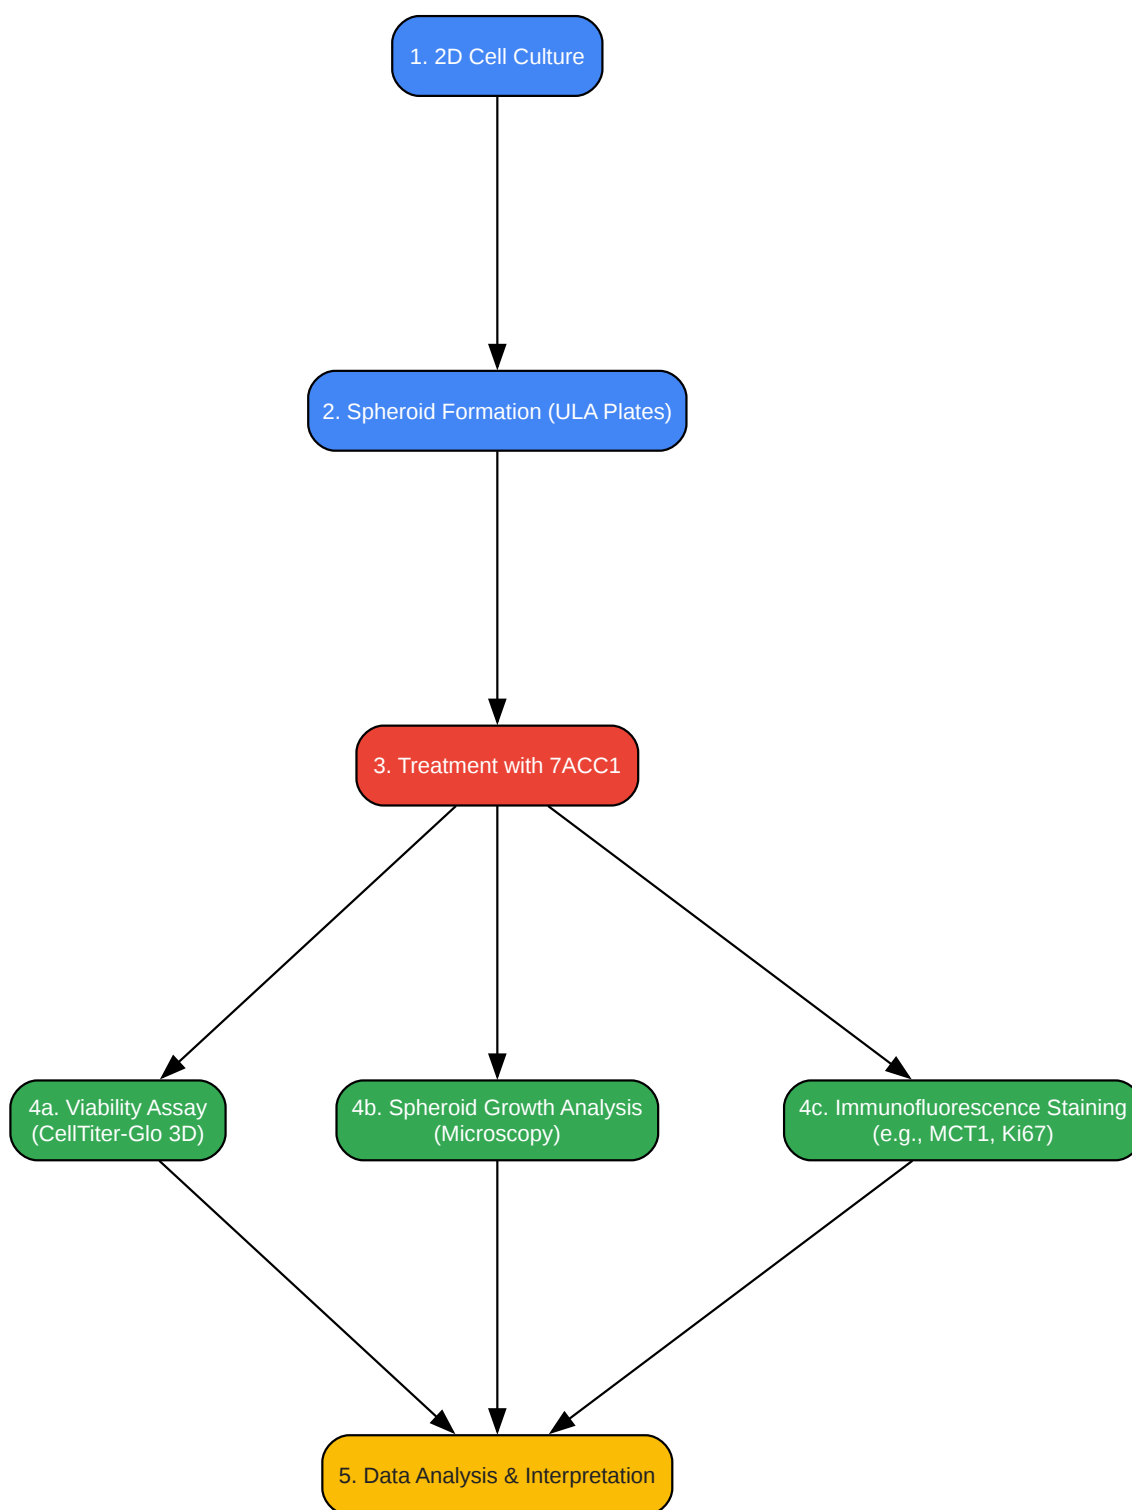 1. 2D Cell Culture
2. Spheroid Formation (ULA Plates)
3. Treatment with 7ACC1
4a. Viability Assay
(CellTiter-Glo 3D)
4b. Spheroid Growth Analysis
(Microscopy)
4c. Immunofluorescence Staining
(e.g., MCT1, Ki67)
5. Data Analysis & Interpretation